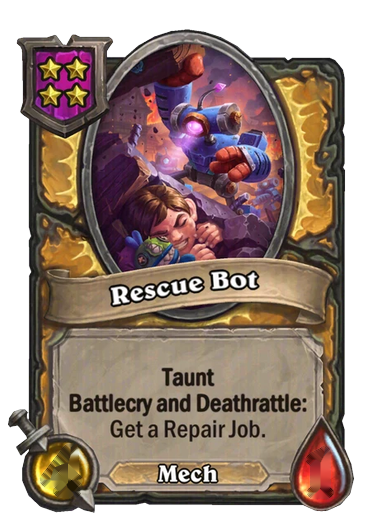 Rescue Bot
Taunt
Battlecry and Deathrattle:
Get a Repair Job.
Mech